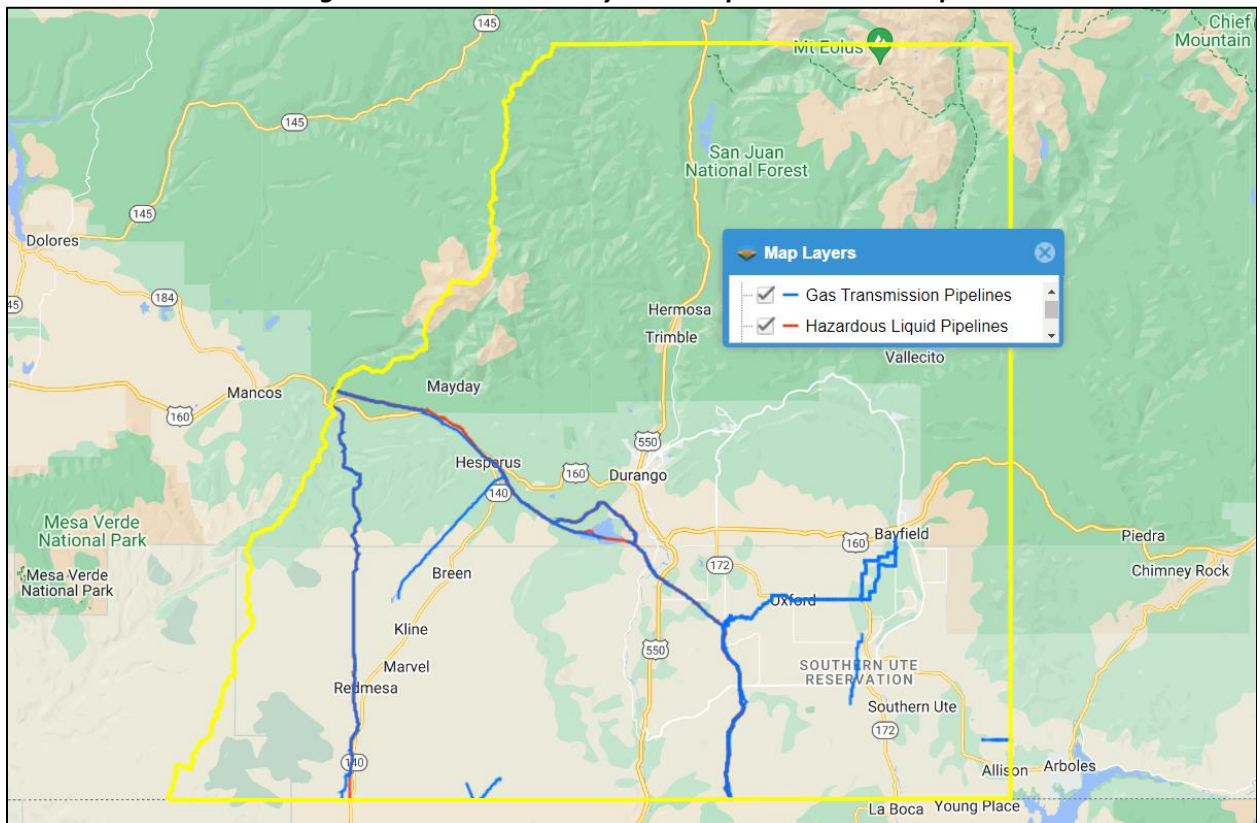 145
Chief
Mountain
Mt Eolus
145
San Juan
National Forest
145
Dolores
Map Layers
184
45
Gas Transmission Pipelines
Hermosa
Hazardous Liquid Pipelines
Trimble
Vallecito
Mayday
Mancos
160
550
Hesperus
160
Durango
140
Mesa Verde
National Park
160
Bayfield
Piedra
Mesa Verde
National Park
Breen
172
Chimney Rock
Oxford
Kline
550
SOUTHERN UTE
RESERVATION
Marvel
Redmesa
Southern Ute
172
140
Allison
Arboles
La Boca
Young Place